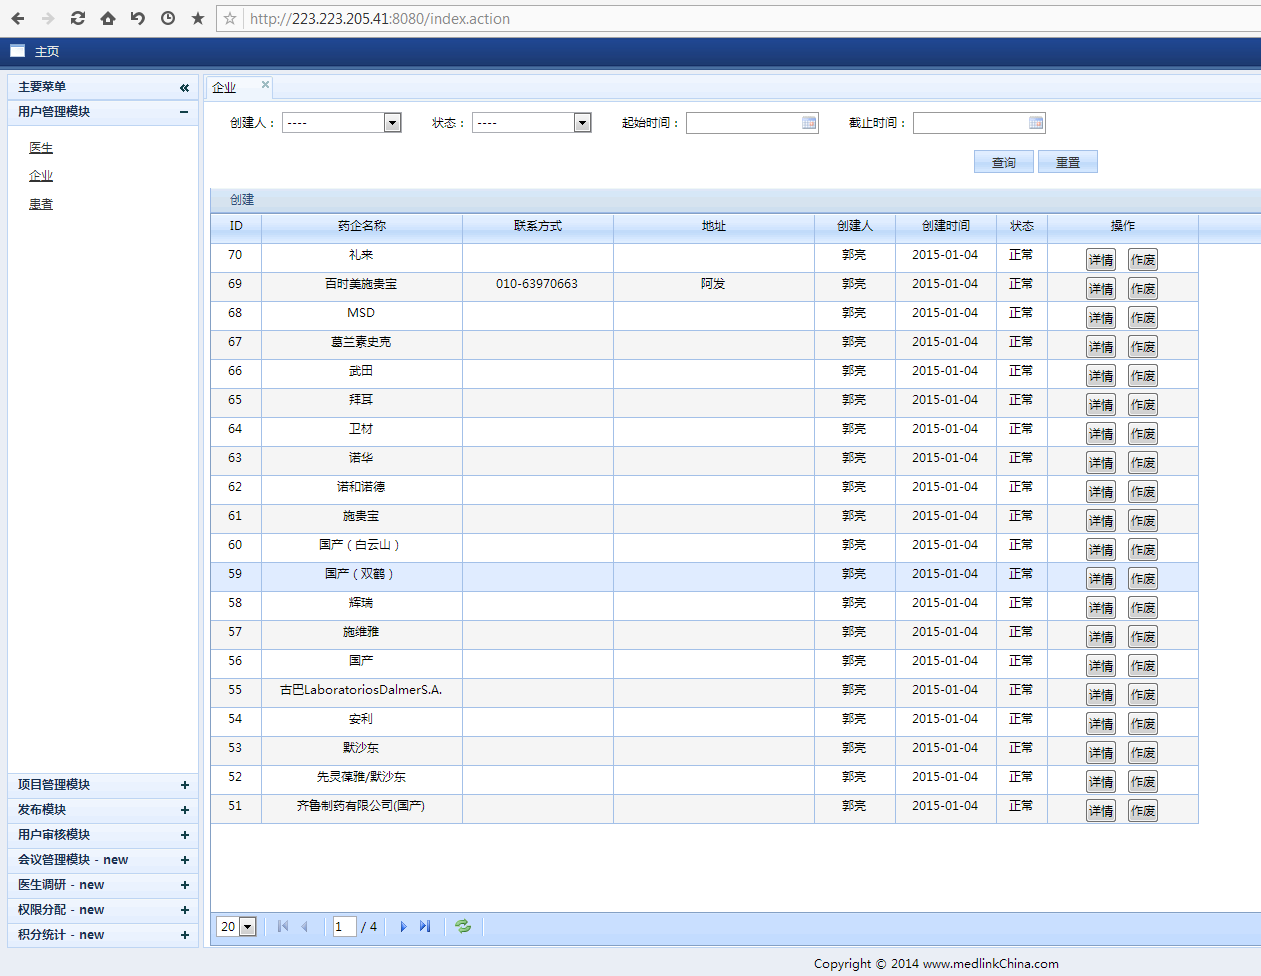 http://223.223.205.41:8080/index.action
主页
主要菜单
用户管理模块
医生
企业
患者
项目管理模块
发布模块
用户审核模块
会议管理模块 - new
医生调研 - new
权限分配 - new
积分统计 - new
企业
创建人： ---- 状态： ---- 起始时间： 截止时间：
查询 重置
创建
ID 药企名称 联系方式 地址 创建人 创建时间 状态 操作
70 礼来 郭亮 2015-01-04 正常 详情 作废
69 百时美施贵宝 010-63970663 阿发 郭亮 2015-01-04 正常 详情 作废
68 MSD 郭亮 2015-01-04 正常 详情 作废
67 葛兰素史克 郭亮 2015-01-04 正常 详情 作废
66 武田 郭亮 2015-01-04 正常 详情 作废
65 拜耳 郭亮 2015-01-04 正常 详情 作废
64 卫材 郭亮 2015-01-04 正常 详情 作废
63 诺华 郭亮 2015-01-04 正常 详情 作废
62 诺和诺德 郭亮 2015-01-04 正常 详情 作废
61 施贵宝 郭亮 2015-01-04 正常 详情 作废
60 国产（白云山） 郭亮 2015-01-04 正常 详情 作废
59 国产（双鹤） 郭亮 2015-01-04 正常 详情 作废
58 辉瑞 郭亮 2015-01-04 正常 详情 作废
57 施维雅 郭亮 2015-01-04 正常 详情 作废
56 国产 郭亮 2015-01-04 正常 详情 作废
55 古巴LaboratoriosDalmerS.A. 郭亮 2015-01-04 正常 详情 作废
54 安利 郭亮 2015-01-04 正常 详情 作废
53 默沙东 郭亮 2015-01-04 正常 详情 作废
52 先灵葆雅/默沙东 郭亮 2015-01-04 正常 详情 作废
51 齐鲁制药有限公司(国产) 郭亮 2015-01-04 正常 详情 作废
20 1 / 4
Copyright © 2014 www.medlinkChina.com